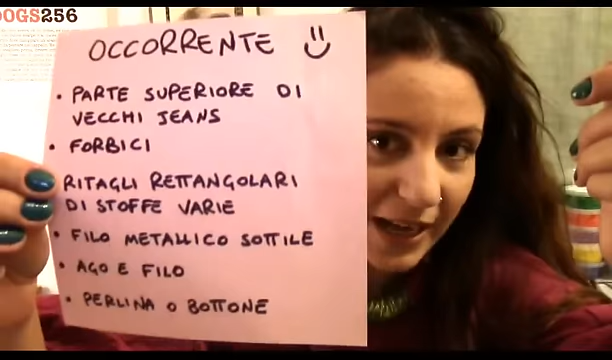 OGS256
OCCORRENTE
• PARTE SUPERIORE DI
VECCHI JEANS
• FORBICI
RITAGLI RETTANGOLARI
DI STOFFE VARIE
• FILO METALLICO SOTTILE
• AGO E FILO
• PERLINA O BOTTONE